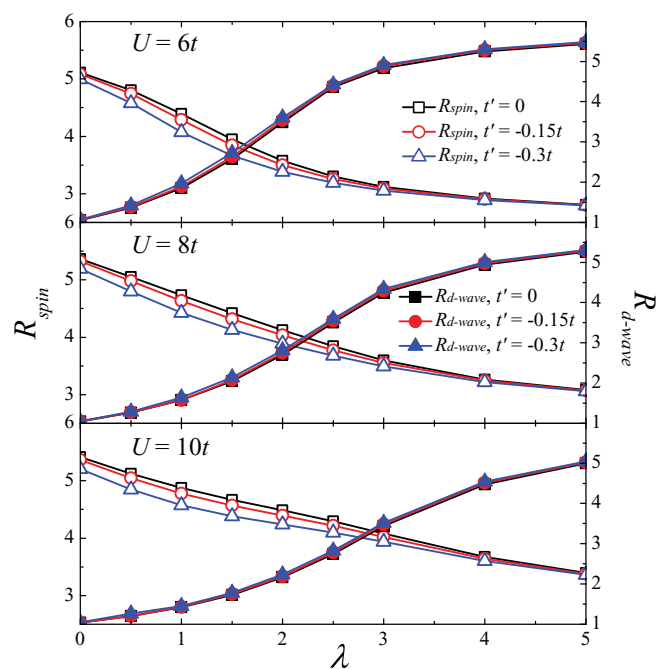 6
U = 6t
5
R_spin, t' = 0
R_spin, t' = -0.15t
R_spin, t' = -0.3t
4
3
5
4
3
2
1
6
U = 8t
5
R_d-wave, t' = 0
R_d-wave, t' = -0.15t
R_d-wave, t' = -0.3t
4
3
5
4
3
2
1
6
U = 10t
5
4
3
5
4
3
2
1
0 1 2 3 4 5
λ
R_spin
R_d-wave